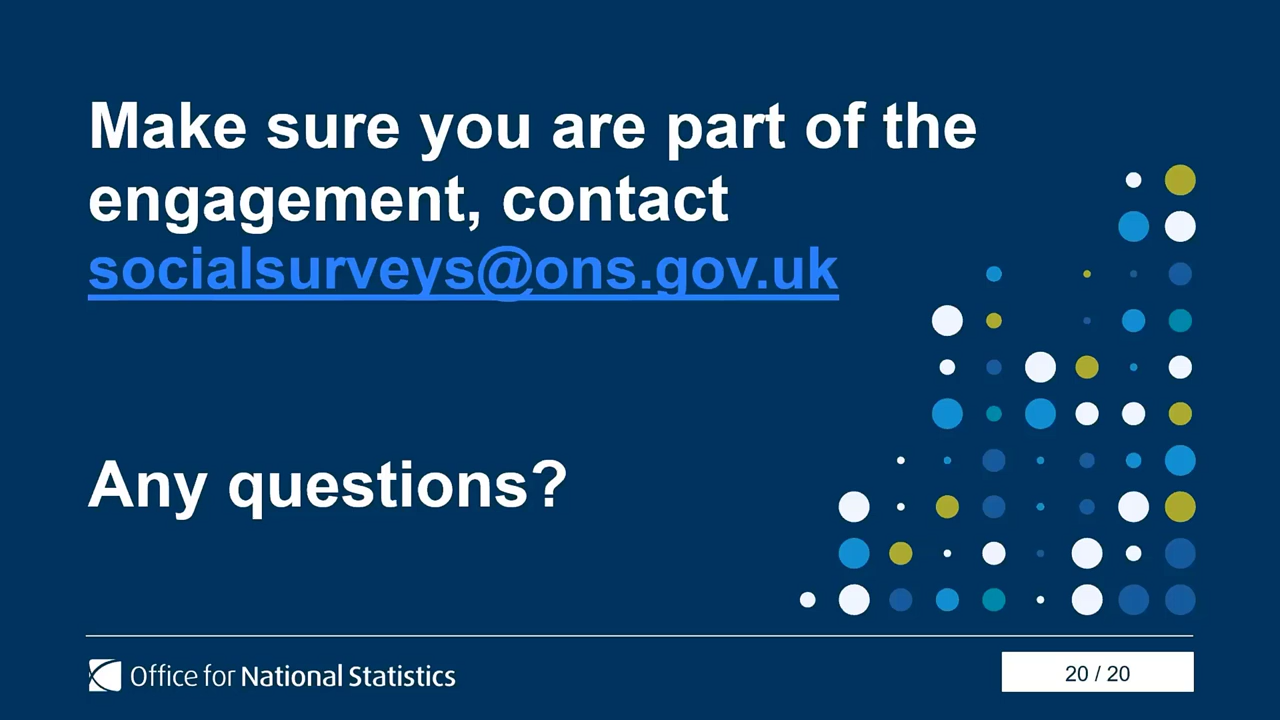 Make sure you are part of the
engagement, contact
socialsurveys@ons.gov.uk
Any questions?
Office for National Statistics
20 / 20